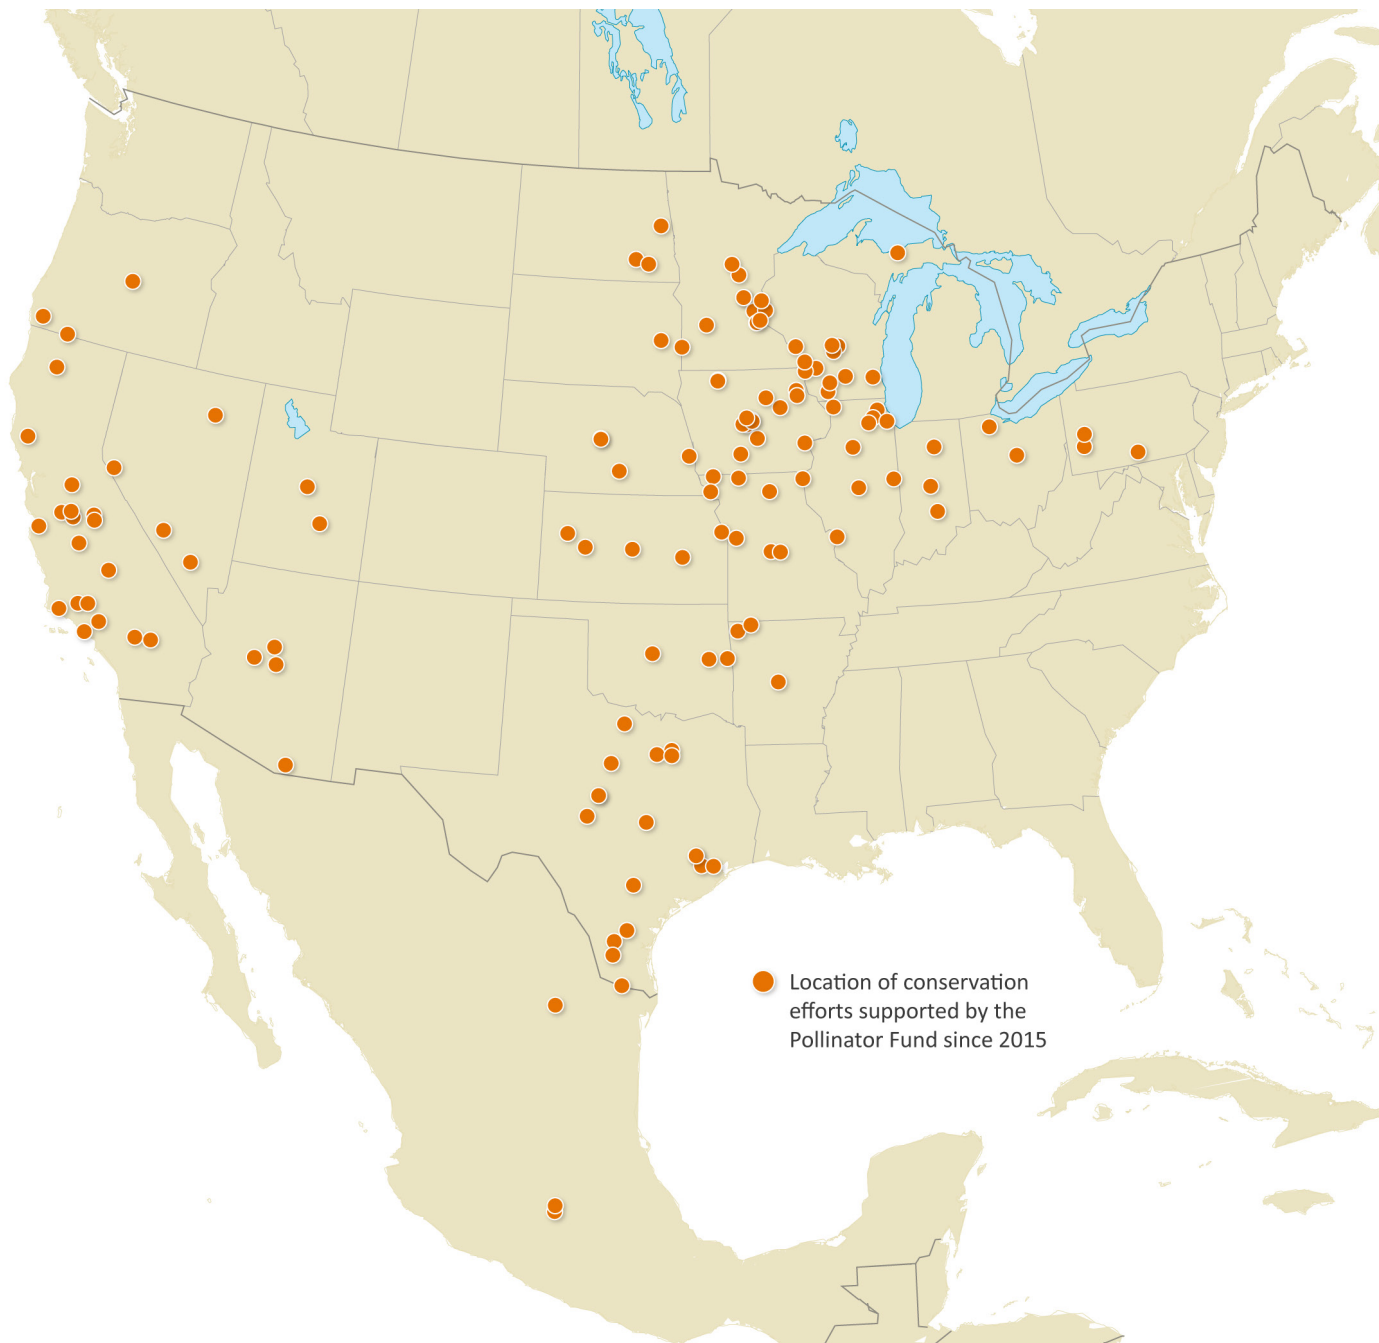 Location of conservation
efforts supported by the
Pollinator Fund since 2015